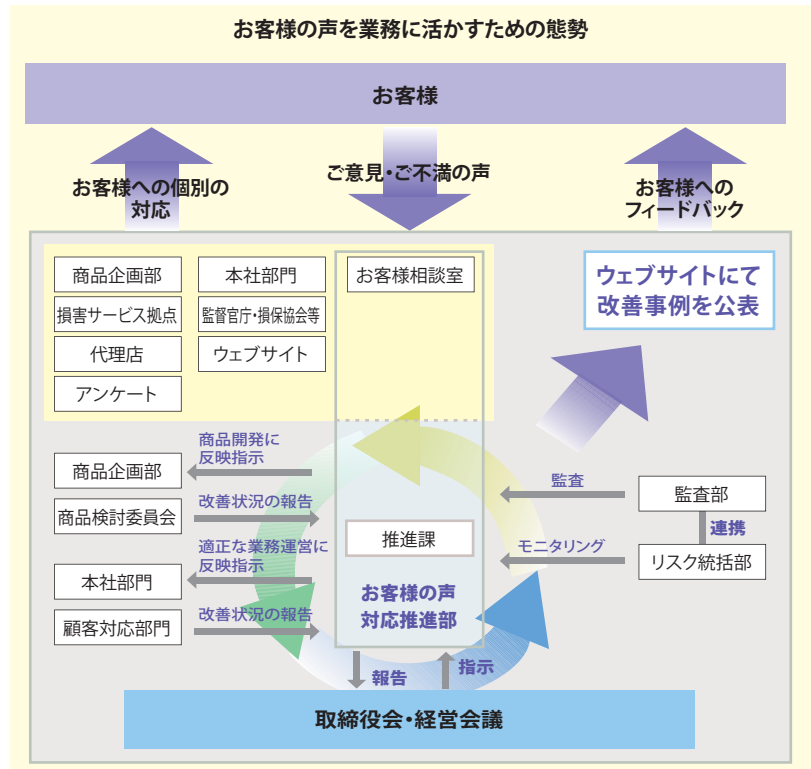 お客様の声を業務に活かすための態勢
お客様
お客様への個別の
対応
ご意見・ご不満の声
お客様への
フィードバック
商品企画部
本社部門
お客様相談室
損害サービス拠点
監督官庁・損保協会等
代理店
ウェブサイト
アンケート
ウェブサイトにて
改善事例を公表
商品開発に
反映指示
商品企画部
改善状況の報告
商品検討委員会
適正な業務運営に
反映指示
本社部門
改善状況の報告
顧客対応部門
推進課
お客様の声
対応推進部
監査
監査部
連携
モニタリング
リスク統括部
報告
指示
取締役会・経営会議